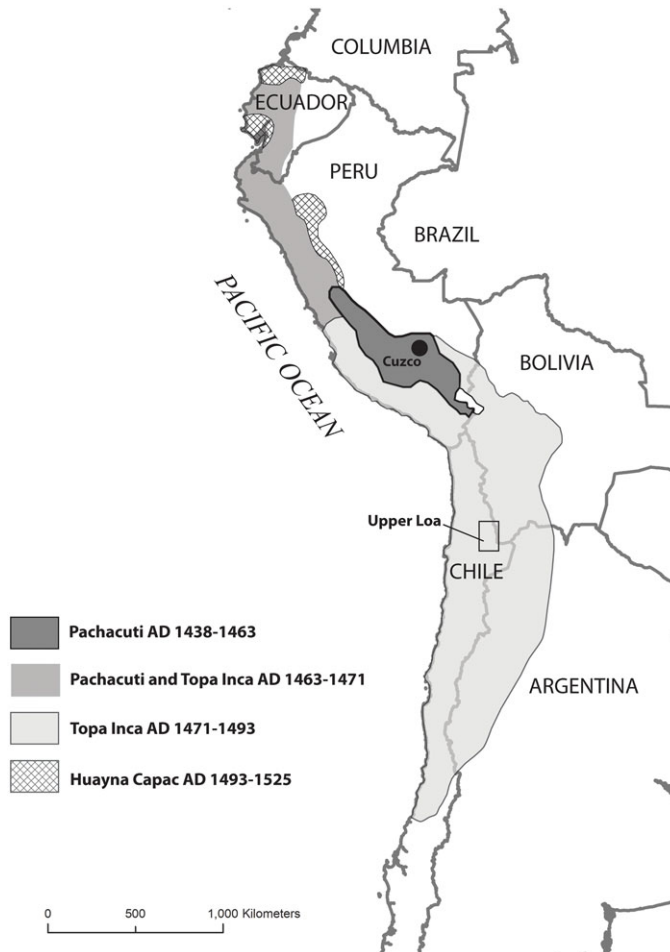 COLUMBIA
ECUADOR
PERU
BRAZIL
PACIFIC OCEAN
Cuzco
BOLIVIA
Upper Loa
CHILE
ARGENTINA
Pachacuti AD 1438-1463
Pachacuti and Topa Inca AD 1463-1471
Topa Inca AD 1471-1493
Huayna Capac AD 1493-1525
0 500 1,000 Kilometers